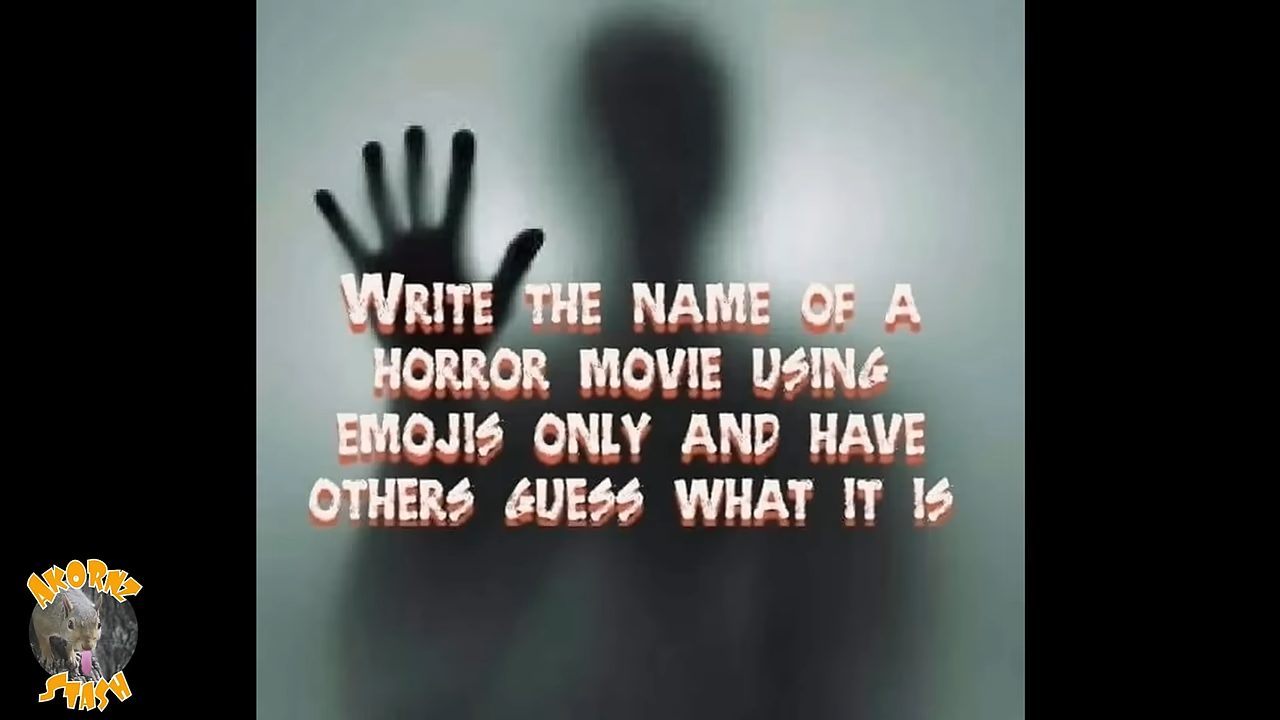 Write the name of a
horror movie using
emojis only and have
others guess what it is
AKORNZ
STASH